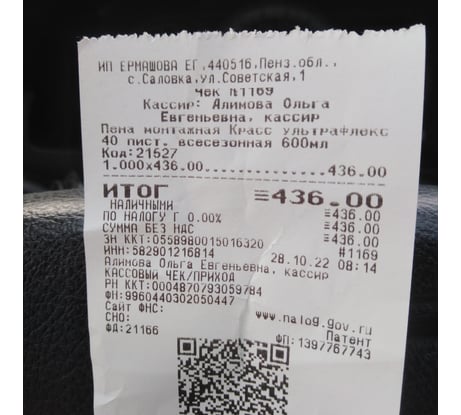 ИП ЕРМАШОВА ЕГ,440516,Пенз.обл.,
с.Саловка,ул.Советская,1
Чек №1169
Кассир: Алимова Ольга
Евгеньевна, кассир
Пена монтажная Красс ультрафлекс
40 пист. всесезонная 600мл
Код:21527
1.000x436.00..............436.00
ИТОГ ≡436.00
НАЛИЧНЫМИ ≡436.00
ПО НАЛОГУ Г 0.00% ≡436.00
СУММА БЕЗ НДС ≡436.00
ЗН ККТ:0558980015016320 #1169
ИНН:582901216814 28.10.22 08:14
Алимова Ольга Евгеньевна, кассир
КАССОВЫЙ ЧЕК/ПРИХОД
РН ККТ:0004870793059784
ФН:9960440302050447
Сайт ФНС: www.nalog.gov.ru
СНО: Патент
ФД:21166 ФП:1397767743